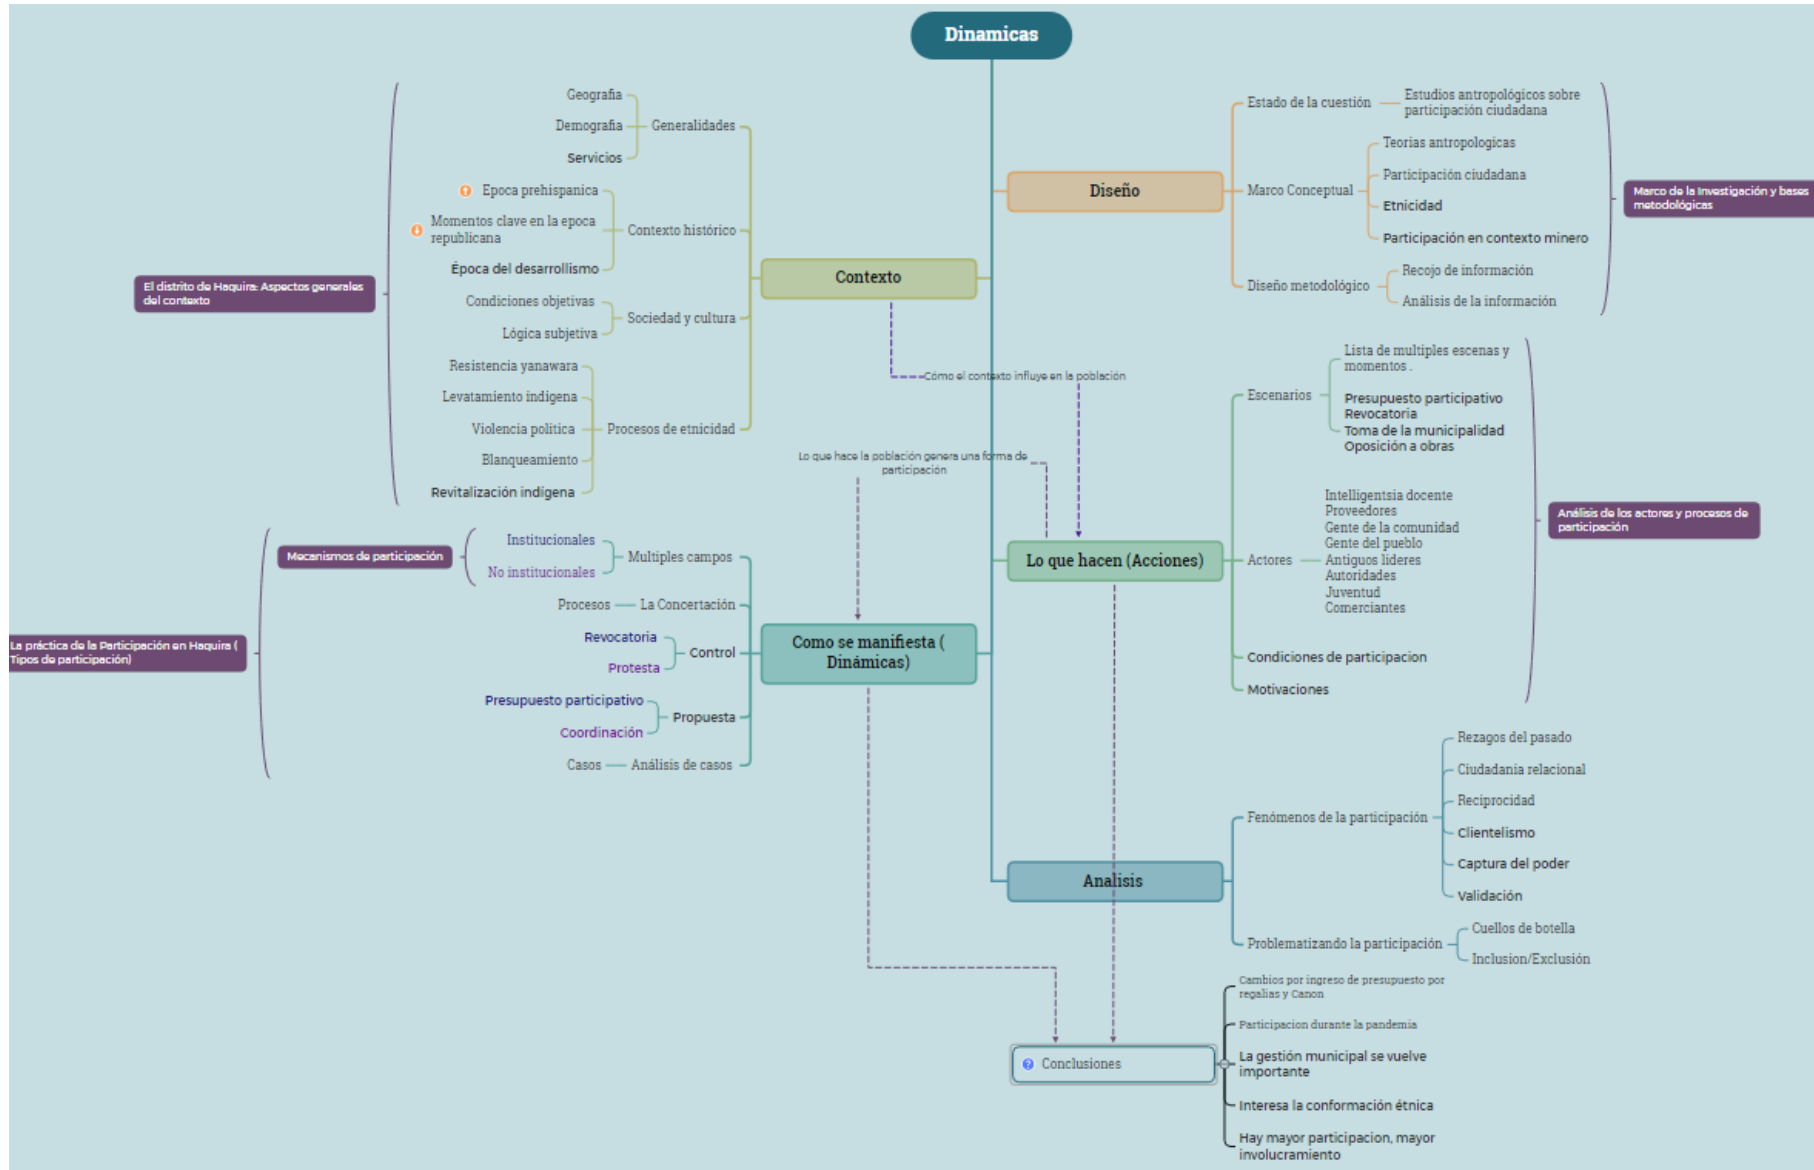 Dinamicas
Geografia
Demografia
Generalidades
Servicios
Epoca prehispanica
Momentos clave en la epoca
republicana
Contexto histórico
Época del desarrollismo
El distrito de Haquira: Aspectos generales
del contexto
Contexto
Condiciones objetivas
Sociedad y cultura
Lógica subjetiva
Resistencia yanawara
Levatamiento indígena
Violencia politica
Procesos de etnicidad
Blanqueamiento
Revitalización indígena
Estado de la cuestión
Estudios antropológicos sobre
participación ciudadana
Teorias antropologicas
Diseño
Marco Conceptual
Participación ciudadana
Etnicidad
Participación en contexto minero
Marco de la Investigación y bases
metodológicas
Diseño metodológico
Recojo de información
Análisis de la información
Cómo el contexto influye en la población
Lo que hace la población genera una forma de
participación
Escenarios
Lista de multiples escenas y
momentos .
Presupuesto participativo
Revocatoria
Toma de la municipalidad
Oposición a obras
Lo que hacen (Acciones)
Actores
Intelligentsia docente
Proveedores
Gente de la comunidad
Gente del pueblo
Antiguos líderes
Autoridades
Juventud
Comerciantes
Análisis de los actores y procesos de
participación
Condiciones de participacion
Motivaciones
Mecanismos de participación
Institucionales
Multiples campos
No institucionales
Procesos
La Concertación
La práctica de la Participación en Haquira (
Tipos de participación)
Revocatoria
Control
Protesta
Como se manifiesta (
Dinámicas)
Presupuesto participativo
Propuesta
Coordinación
Casos
Análisis de casos
Rezagos del pasado
Ciudadania relacional
Reciprocidad
Fenómenos de la participación
Clientelismo
Captura del poder
Analisis
Validación
Problematizando la participación
Cuellos de botella
Inclusion/Exclusión
Cambios por ingreso de presupuesto por
regalias y Canon
Participacion durante la pandemia
Conclusiones
La gestión municipal se vuelve
importante
Interesa la conformación étnica
Hay mayor participacion, mayor
involucramiento